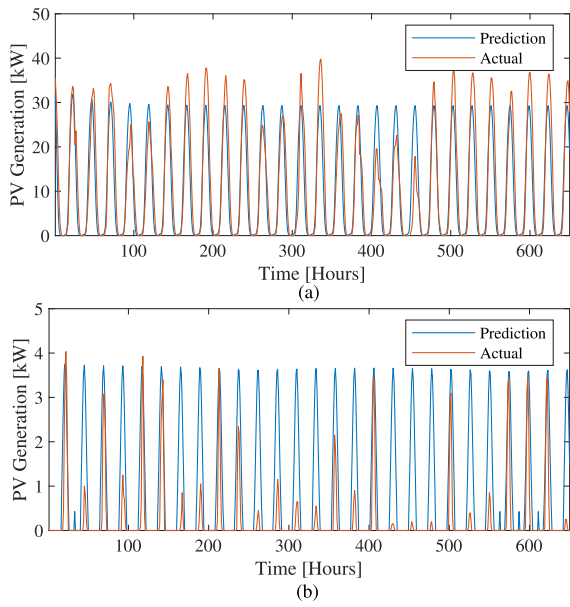 50
40
30
20
10
0
PV Generation [kW]
Prediction
Actual
100 200 300 400 500 600
Time [Hours]
(a)
5
4
3
2
1
0
PV Generation [kW]
Prediction
Actual
100 200 300 400 500 600
Time [Hours]
(b)